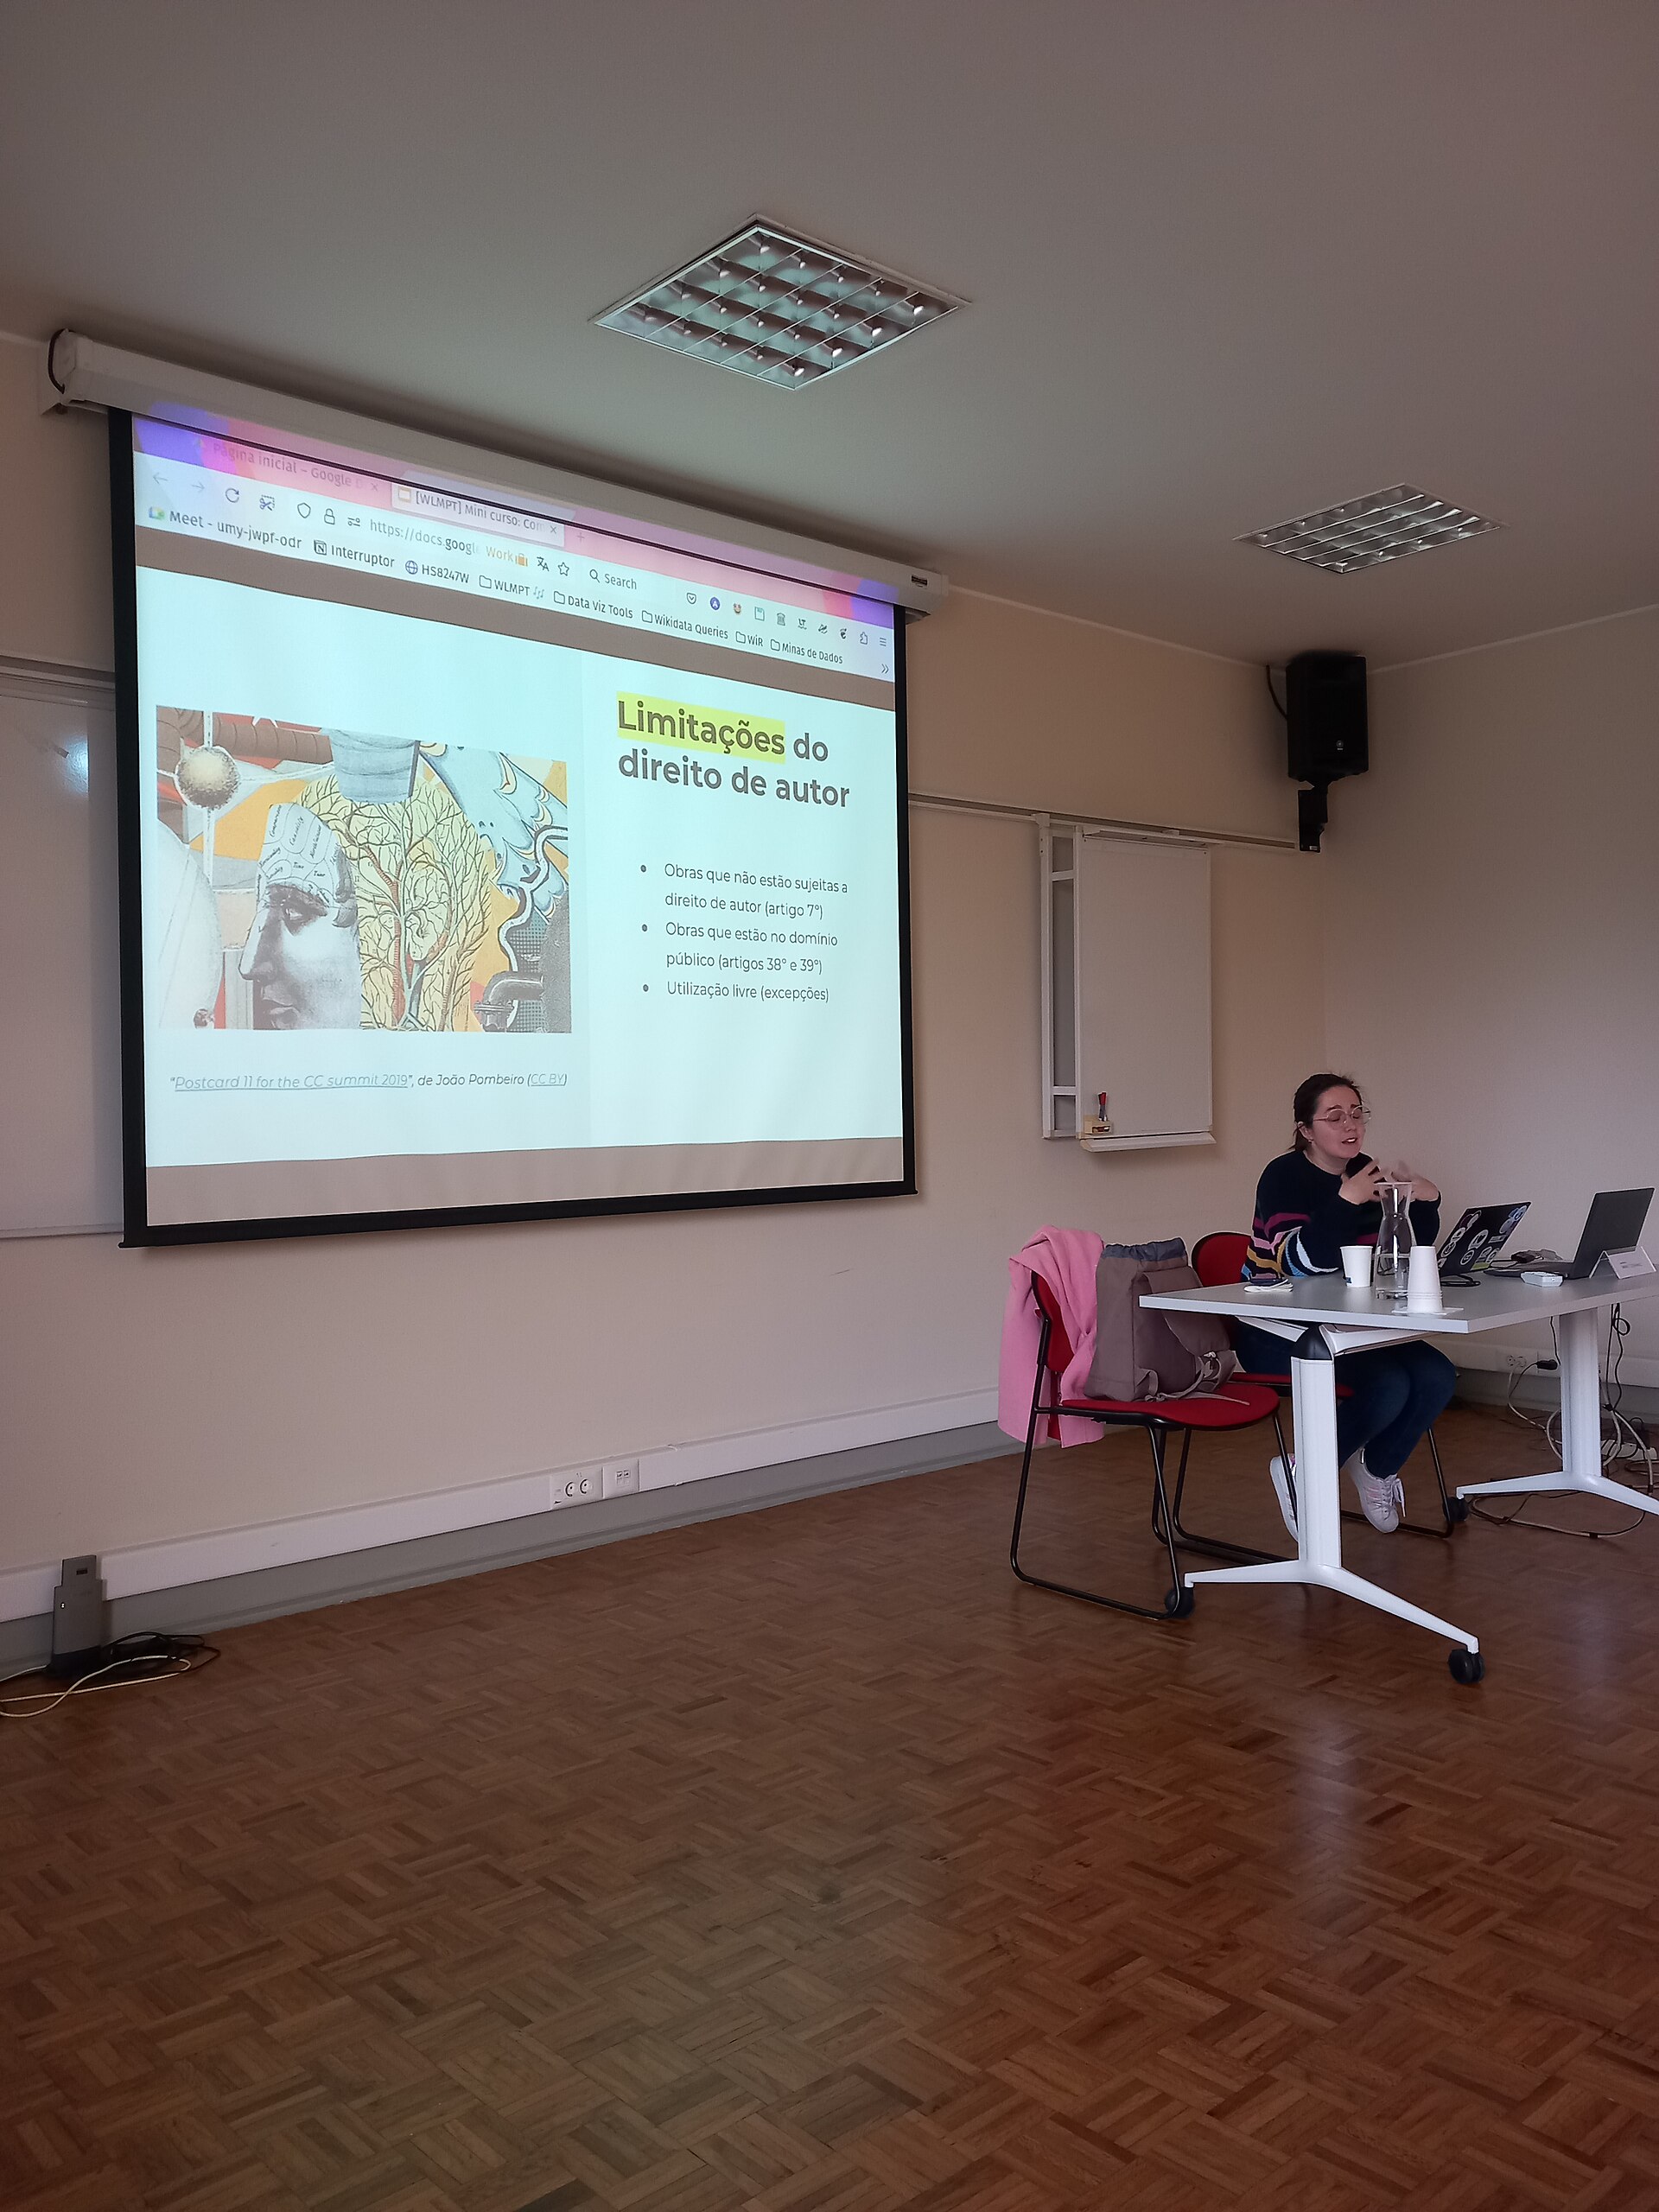 Página inicial – Google
[WLMPT] Mini curso: Con
https://docs.googl
Work
Search
Meet - umy-jwpf-odr
Interruptor
HS8247W
WLMPT
Data Viz Tools
Wikidata Queries
WiR
Minas de Dados
Limitações do
direito de autor
• Obras que não estão sujeitas a
direito de autor (artigo 7º)
• Obras que estão no domínio
público (artigos 38º e 39º)
• Utilização livre (excepções)
"Postcard 11 for the CC summit 2019", de João Pombeiro (CC BY)